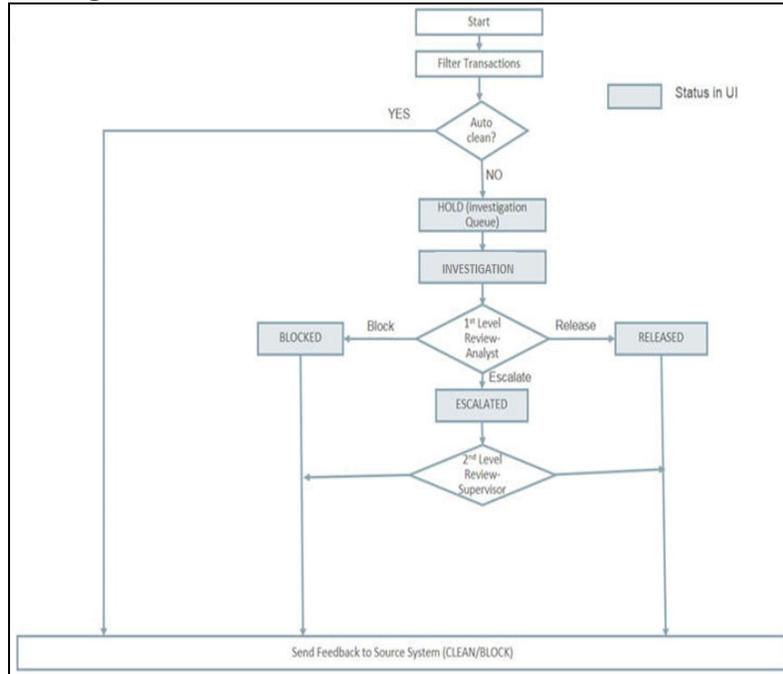 Start
Filter Transactions
Status in UI
YES
Auto
clean?
NO
HOLD (investigation
Queue)
INVESTIGATION
BLOCKED
Block
1st Level
Review-
Analyst
Release
RELEASED
Escalate
ESCALATED
2nd Level
Review-
Supervisor
Send Feedback to Source System (CLEAN/BLOCK)